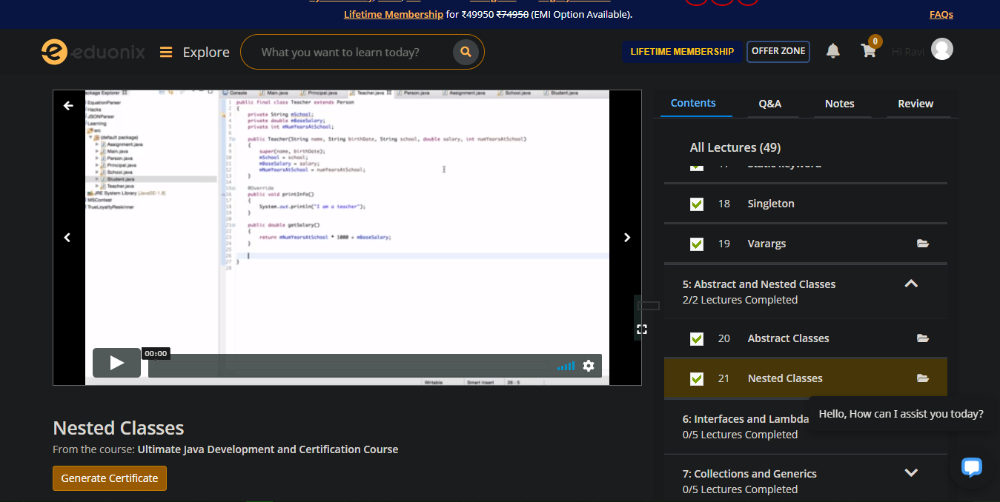 Lifetime Membership for ₹49950 ₹74950 (EMI Option Available).
FAQs
eduonix
Explore
What you want to learn today?
LIFETIME MEMBERSHIP
OFFER ZONE
0
Hi Ravi
Package Explorer
EquationParser
Hacks
JSONParser
Learning
src
(default package)
Assignment.java
Main.java
Person.java
Principal.java
School.java
Student.java
Teacher.java
JRE System Library [JavaSE-1.8]
MSContest
TrueLoyaltyReskinner
Console Main.java Principal.java Teacher.java Person.java Assignment.java School.java Student.java
1 public final class Teacher extends Person
2 {
3 private String mSchool;
4 private double mBaseSalary;
5 private int mNumYearsAtSchool;
6
7 public Teacher(String name, String birthDate, String school, double salary, int numYearsAtSchool)
8 {
9 super(name, birthDate);
10 mSchool = school;
11 mBaseSalary = salary;
12 mNumYearsAtSchool = numYearsAtSchool;
13 }
14
15 @Override
16 public void printInfo()
17 {
18 System.out.println("I am a teacher");
19 }
20
21 public double getSalary()
22 {
23 return mNumYearsAtSchool * 1000 + mBaseSalary;
24 }
25
26
27 }
28
00:00
Writable Smart Insert 26 : 5
Nested Classes
From the course: Ultimate Java Development and Certification Course
Generate Certificate
Contents Q&A Notes Review
All Lectures (49)
17 Static Keyword
18 Singleton
19 Varargs
5: Abstract and Nested Classes
2/2 Lectures Completed
20 Abstract Classes
21 Nested Classes
6: Interfaces and Lambda
0/5 Lectures Completed
Hello, How can I assist you today?
7: Collections and Generics
0/5 Lectures Completed